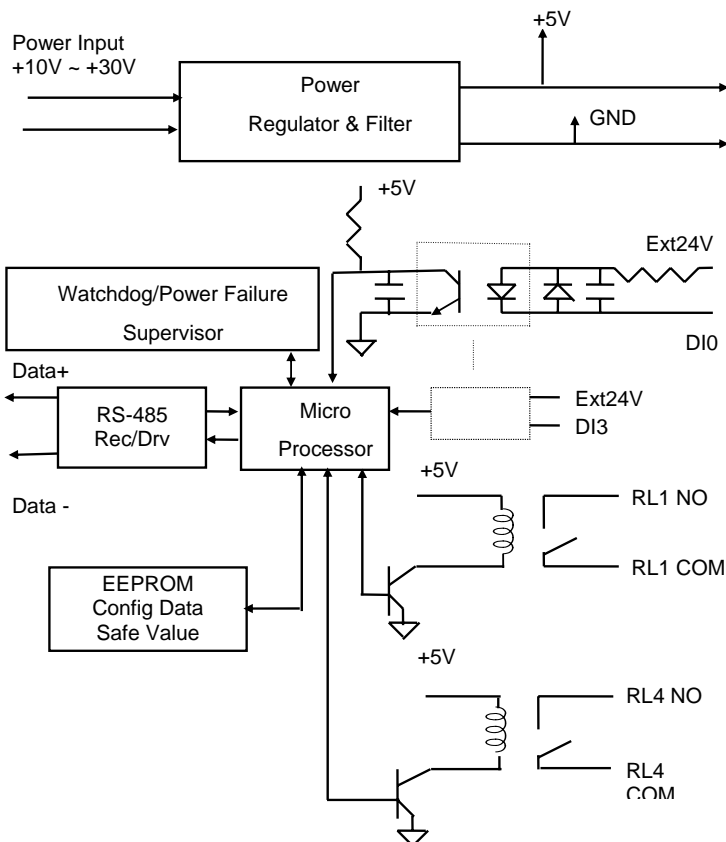 +5V
Power Input
+10V ~ +30V
Power
Regulator & Filter
GND
+5V
Ext24V
Watchdog/Power Failure
Supervisor
DI0
Data+
RS-485
Rec/Drv
Micro
Processor
Ext24V
DI3
+5V
Data -
RL1 NO
RL1 COM
EEPROM
Config Data
Safe Value
+5V
RL4 NO
RL4
COM